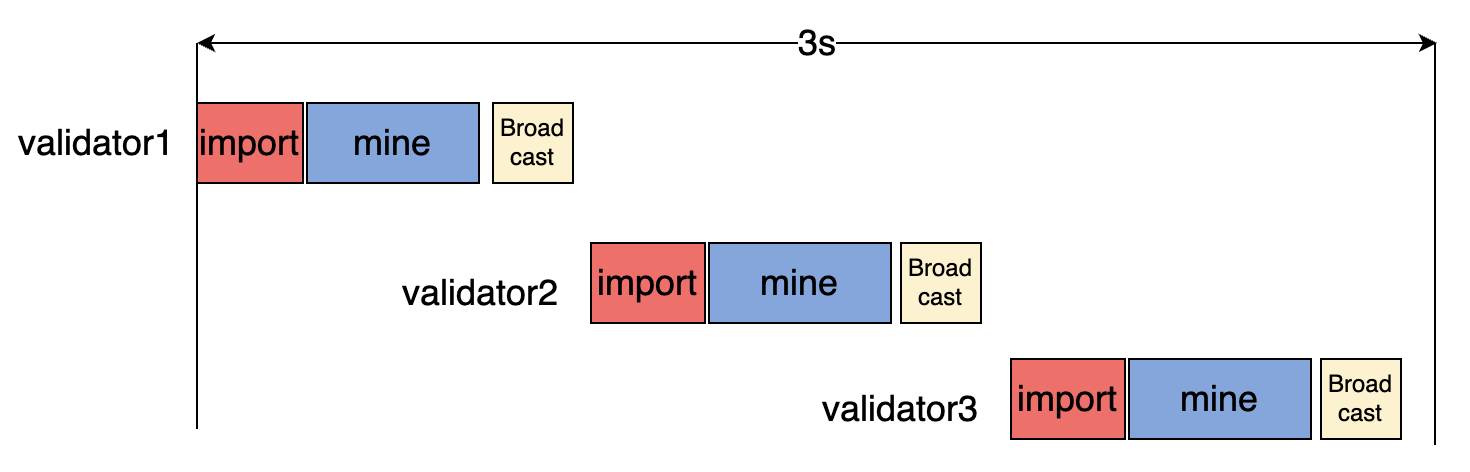 3s
validator1
import
mine
Broad
cast
validator2
import
mine
Broad
cast
validator3
import
mine
Broad
cast